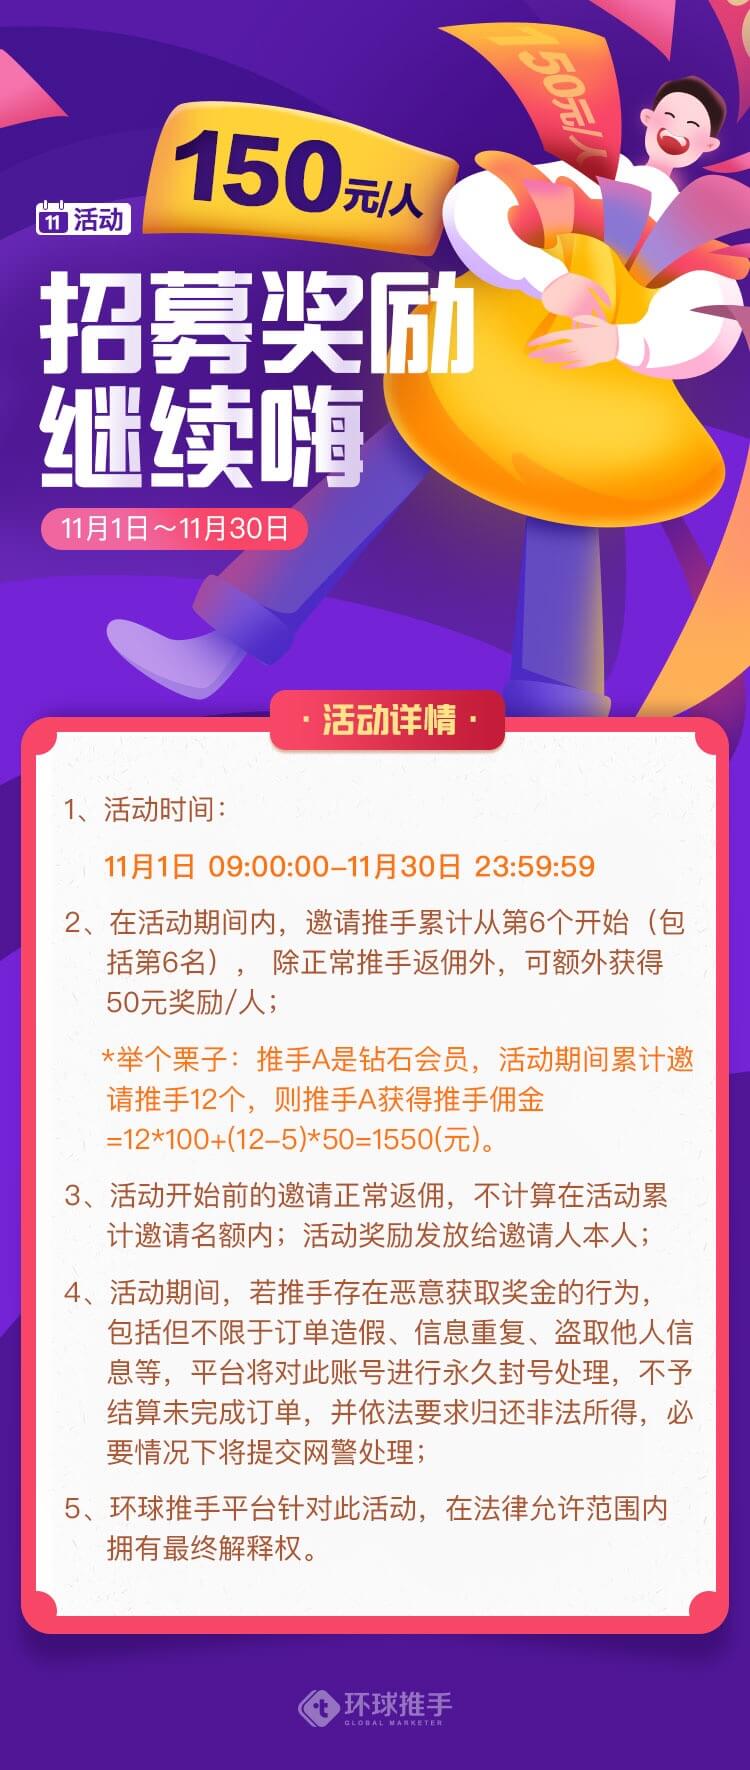 150元/人
150元/人
11 活动
招募奖励
继续嗨
11月1日～11月30日
·活动详情·
1、活动时间：
11月1日 09:00:00-11月30日 23:59:59
2、在活动期间内，邀请推手累计从第6个开始（包
括第6名）， 除正常推手返佣外，可额外获得
50元奖励/人；
*举个栗子：推手A是钻石会员，活动期间累计邀
请推手12个，则推手A获得推手佣金
=12*100+(12-5)*50=1550(元)。
3、活动开始前的邀请正常返佣，不计算在活动累
计邀请名额内；活动奖励发放给邀请人本人；
4、活动期间，若推手存在恶意获取奖金的行为，
包括但不限于订单造假、信息重复、盗取他人信
息等，平台将对此账号进行永久封号处理，不予
结算未完成订单，并依法要求归还非法所得，必
要情况下将提交网警处理；
5、环球推手平台针对此活动，在法律允许范围内
拥有最终解释权。
环球推手
GLOBAL MARKETER